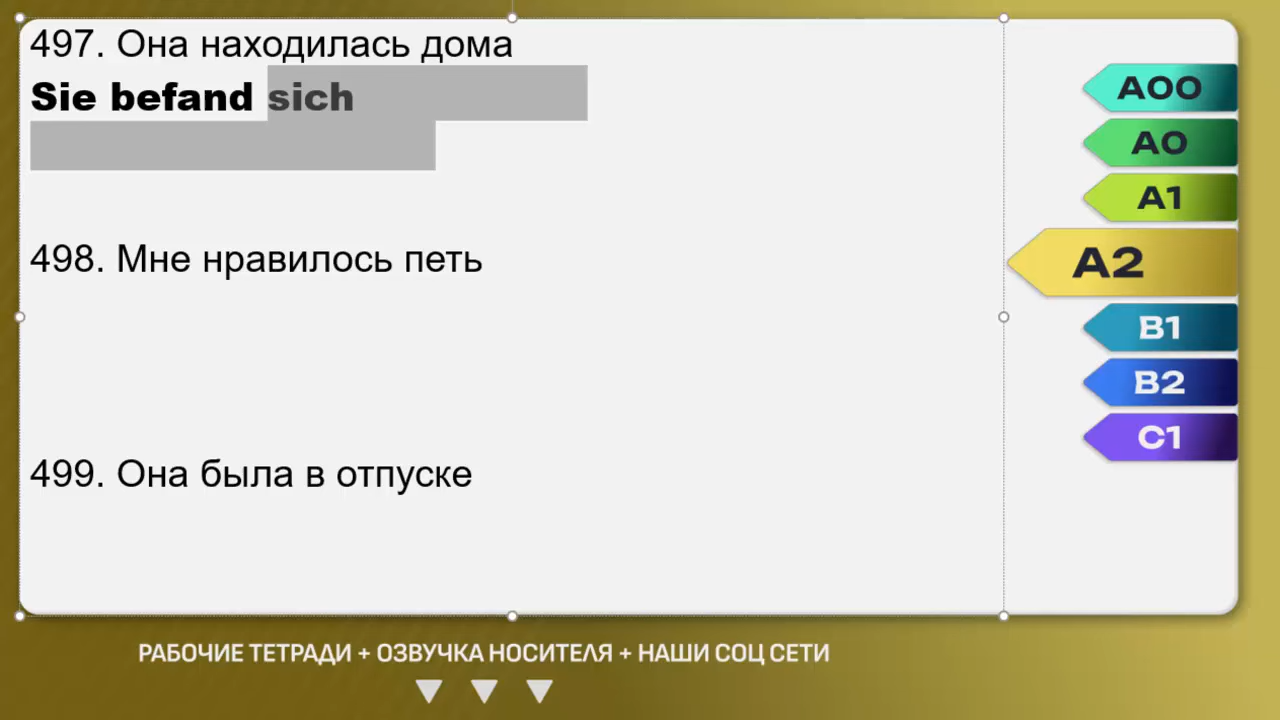 497. Она находилась дома
Sie befand sich
498. Мне нравилось петь
499. Она была в отпуске
A00
A0
A1
A2
B1
B2
C1
РАБОЧИЕ ТЕТРАДИ + ОЗВУЧКА НОСИТЕЛЯ + НАШИ СОЦ СЕТИ